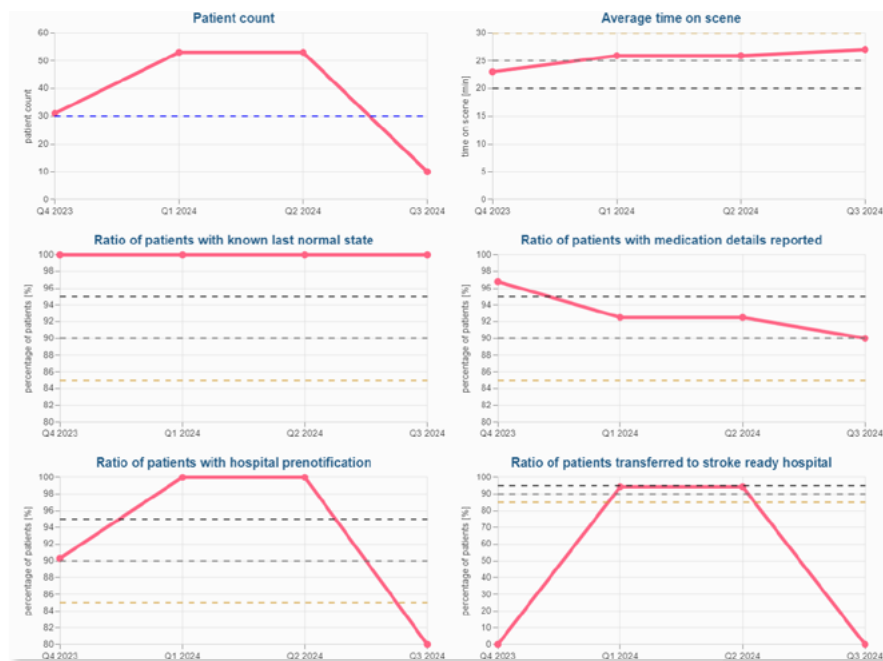 Patient count
60
50
40
30
20
10
0
patient count
Q4 2023
Q1 2024
Q2 2024
Q3 2024
Average time on scene
30
25
20
15
10
5
0
time on scene [min]
Q4 2023
Q1 2024
Q2 2024
Q3 2024
Ratio of patients with known last normal state
100
98
96
94
92
90
88
86
84
82
80
percentage of patients [%]
Q4 2023
Q1 2024
Q2 2024
Q3 2024
Ratio of patients with medication details reported
100
98
96
94
92
90
88
86
84
82
80
percentage of patients [%]
Q4 2023
Q1 2024
Q2 2024
Q3 2024
Ratio of patients with hospital prenotification
100
98
96
94
92
90
88
86
84
82
80
percentage of patients [%]
Q4 2023
Q1 2024
Q2 2024
Q3 2024
Ratio of patients transferred to stroke ready hospital
100
90
80
70
60
50
40
30
20
10
0
percentage of patients [%]
Q4 2023
Q1 2024
Q2 2024
Q3 2024